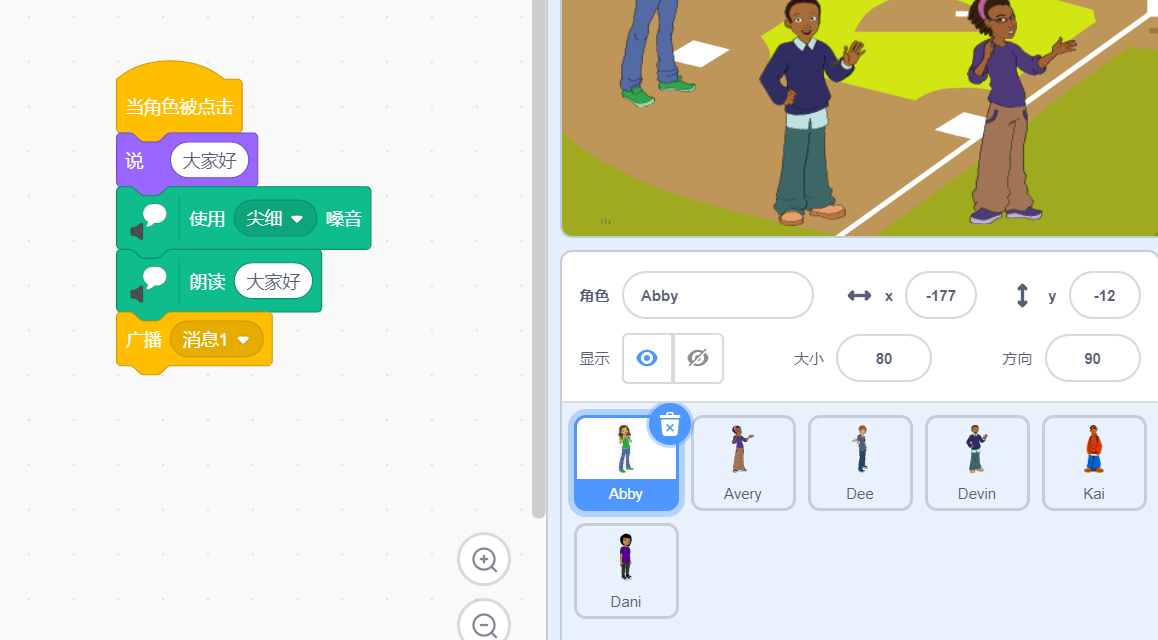 当角色被点击
说 大家好
使用 尖细 嗓音
朗读 大家好
广播 消息1
角色 Abby x -177 y -12
显示 大小 80 方向 90
Abby Avery Dee Devin Kai
Dani